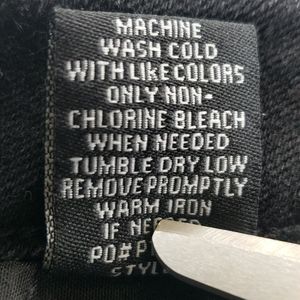 MACHINE
WASH COLD
WITH LIKE COLORS
ONLY NON-
CHLORINE BLEACH
WHEN NEEDED
TUMBLE DRY LOW
REMOVE PROMPTLY
WARM IRON
IF
PO#